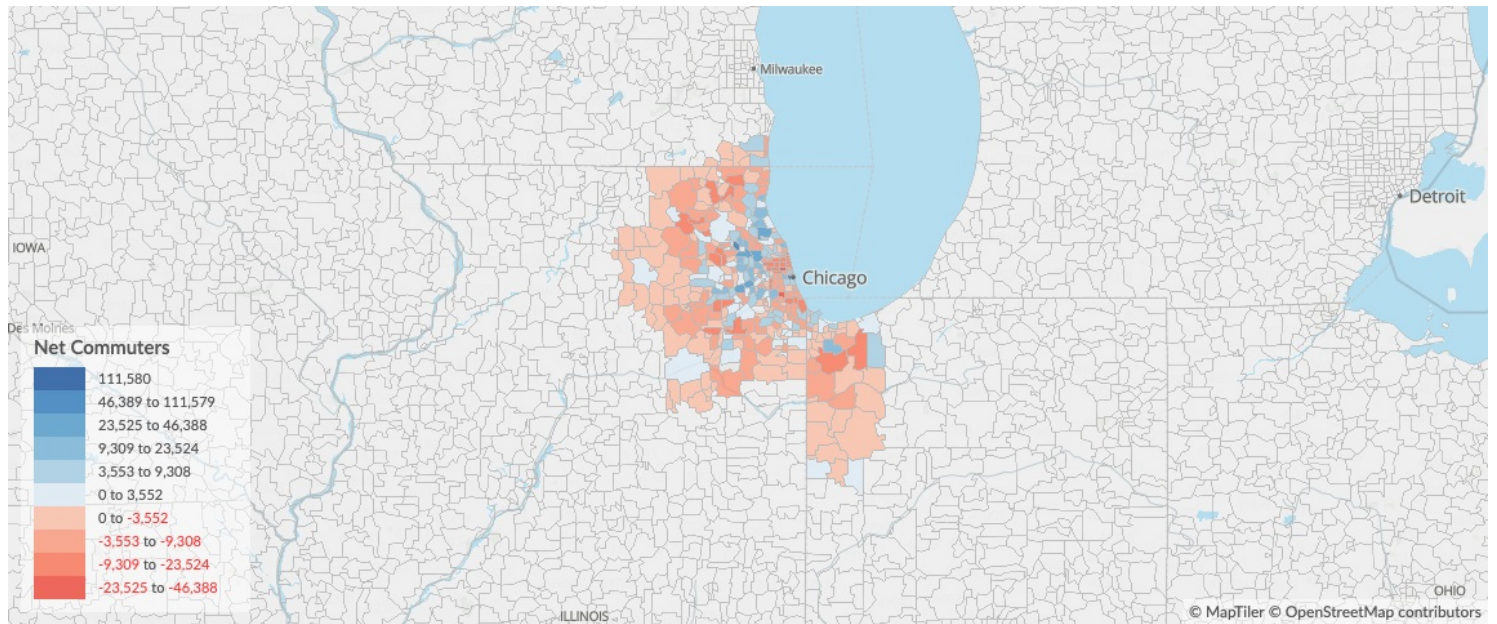 Milwaukee
Detroit
IOWA
Chicago
Des Moines
Net Commuters
111,580
46,389 to 111,579
23,525 to 46,388
9,309 to 23,524
3,553 to 9,308
0 to 3,552
0 to -3,552
-3,553 to -9,308
-9,309 to -23,524
-23,525 to -46,388
OHIO
ILLINOIS
© MapTiler © OpenStreetMap contributors